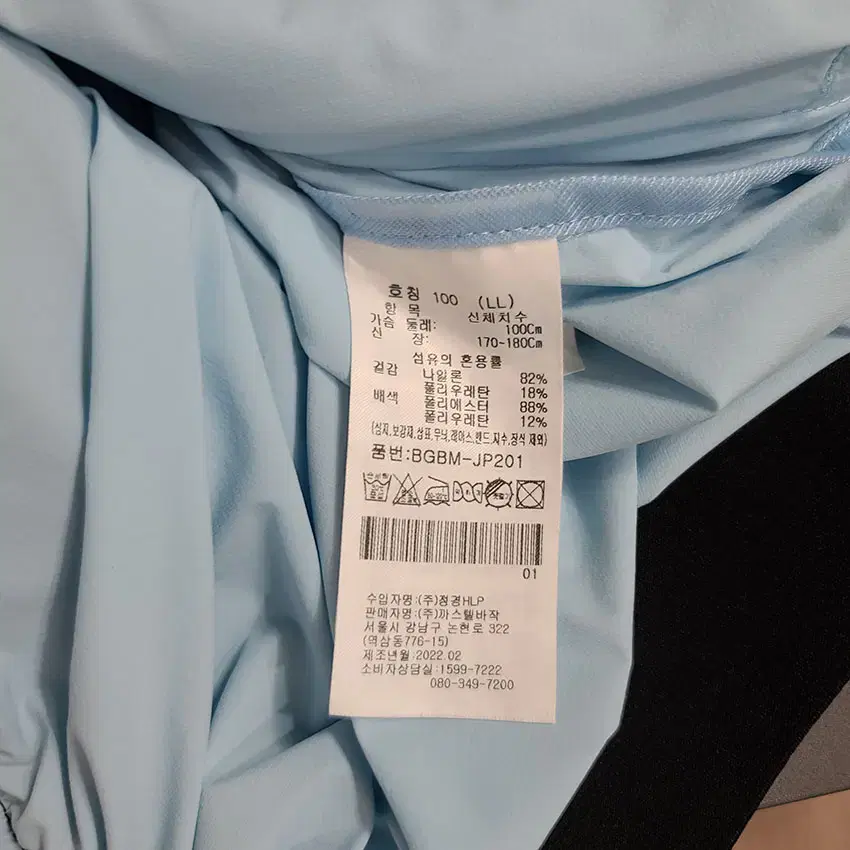 호칭 100 (LL)
항 목 신체치수
가슴 둘레: 100Cm
신 장: 170~180Cm
섬유의 혼용률
겉감 나일론 82%
폴리우레탄 18%
배색 폴리에스터 88%
폴리우레탄 12%
(심지,보강재,상표,무늬,레이스,밴드,자수,장식 제외)
품번:BGBM-JP201
01
수입자명:(주)정경HLP
판매자명:(주)까스텔바작
서울시 강남구 논현로 322
(역삼동776-15)
제조년월:2022.02
소비자상담실:1599-7222
080-349-7200